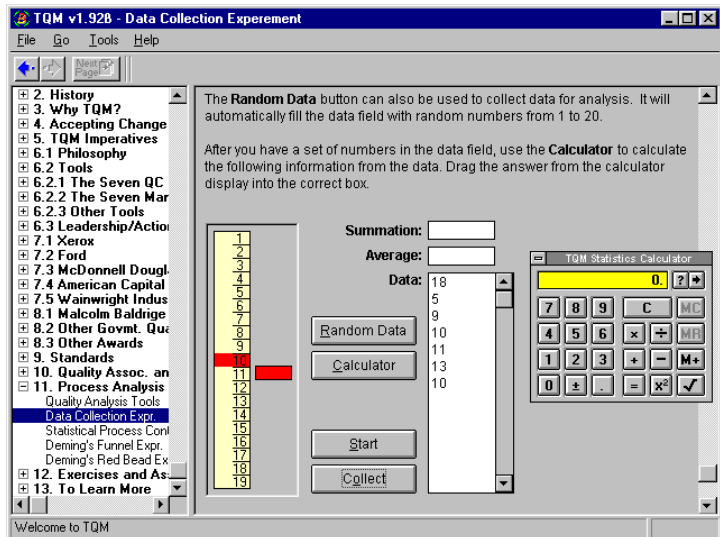 TQM v1.92B - Data Collection Experement
File Go Tools Help
Next
Page
2. History
3. Why TQM?
4. Accepting Change
5. TQM Imperatives
6.1 Philosophy
6.2 Tools
6.2.1 The Seven QC
6.2.2 The Seven Mar
6.2.3 Other Tools
6.3 Leadership/Action
7.1 Xerox
7.2 Ford
7.3 McDonnell Dougl
7.4 American Capital
7.5 Wainwright Indus
8.1 Malcolm Baldrige
8.2 Other Govmt. Qua
8.3 Other Awards
9. Standards
10. Quality Assoc. an
11. Process Analysis
Quality Analysis Tools
Data Collection Expr.
Statistical Process Cont
Deming's Funnel Expr.
Deming's Red Bead Ex
12. Exercises and As
13. To Learn More
The Random Data button can also be used to collect data for analysis. It will
automatically fill the data field with random numbers from 1 to 20.
After you have a set of numbers in the data field, use the Calculator to calculate
the following information from the data. Drag the answer from the calculator
display into the correct box.
1
2
3
4
5
6
7
8
9
10
11
12
13
14
15
16
17
18
19
Summation:
Average:
Data:
18
5
9
10
11
13
10
Random Data
Calculator
Start
Collect
TQM Statistics Calculator
0. ?
7 8 9 C MC
4 5 6 × ÷ MR
1 2 3 + − M+
0 ± . = x² √
Welcome to TQM